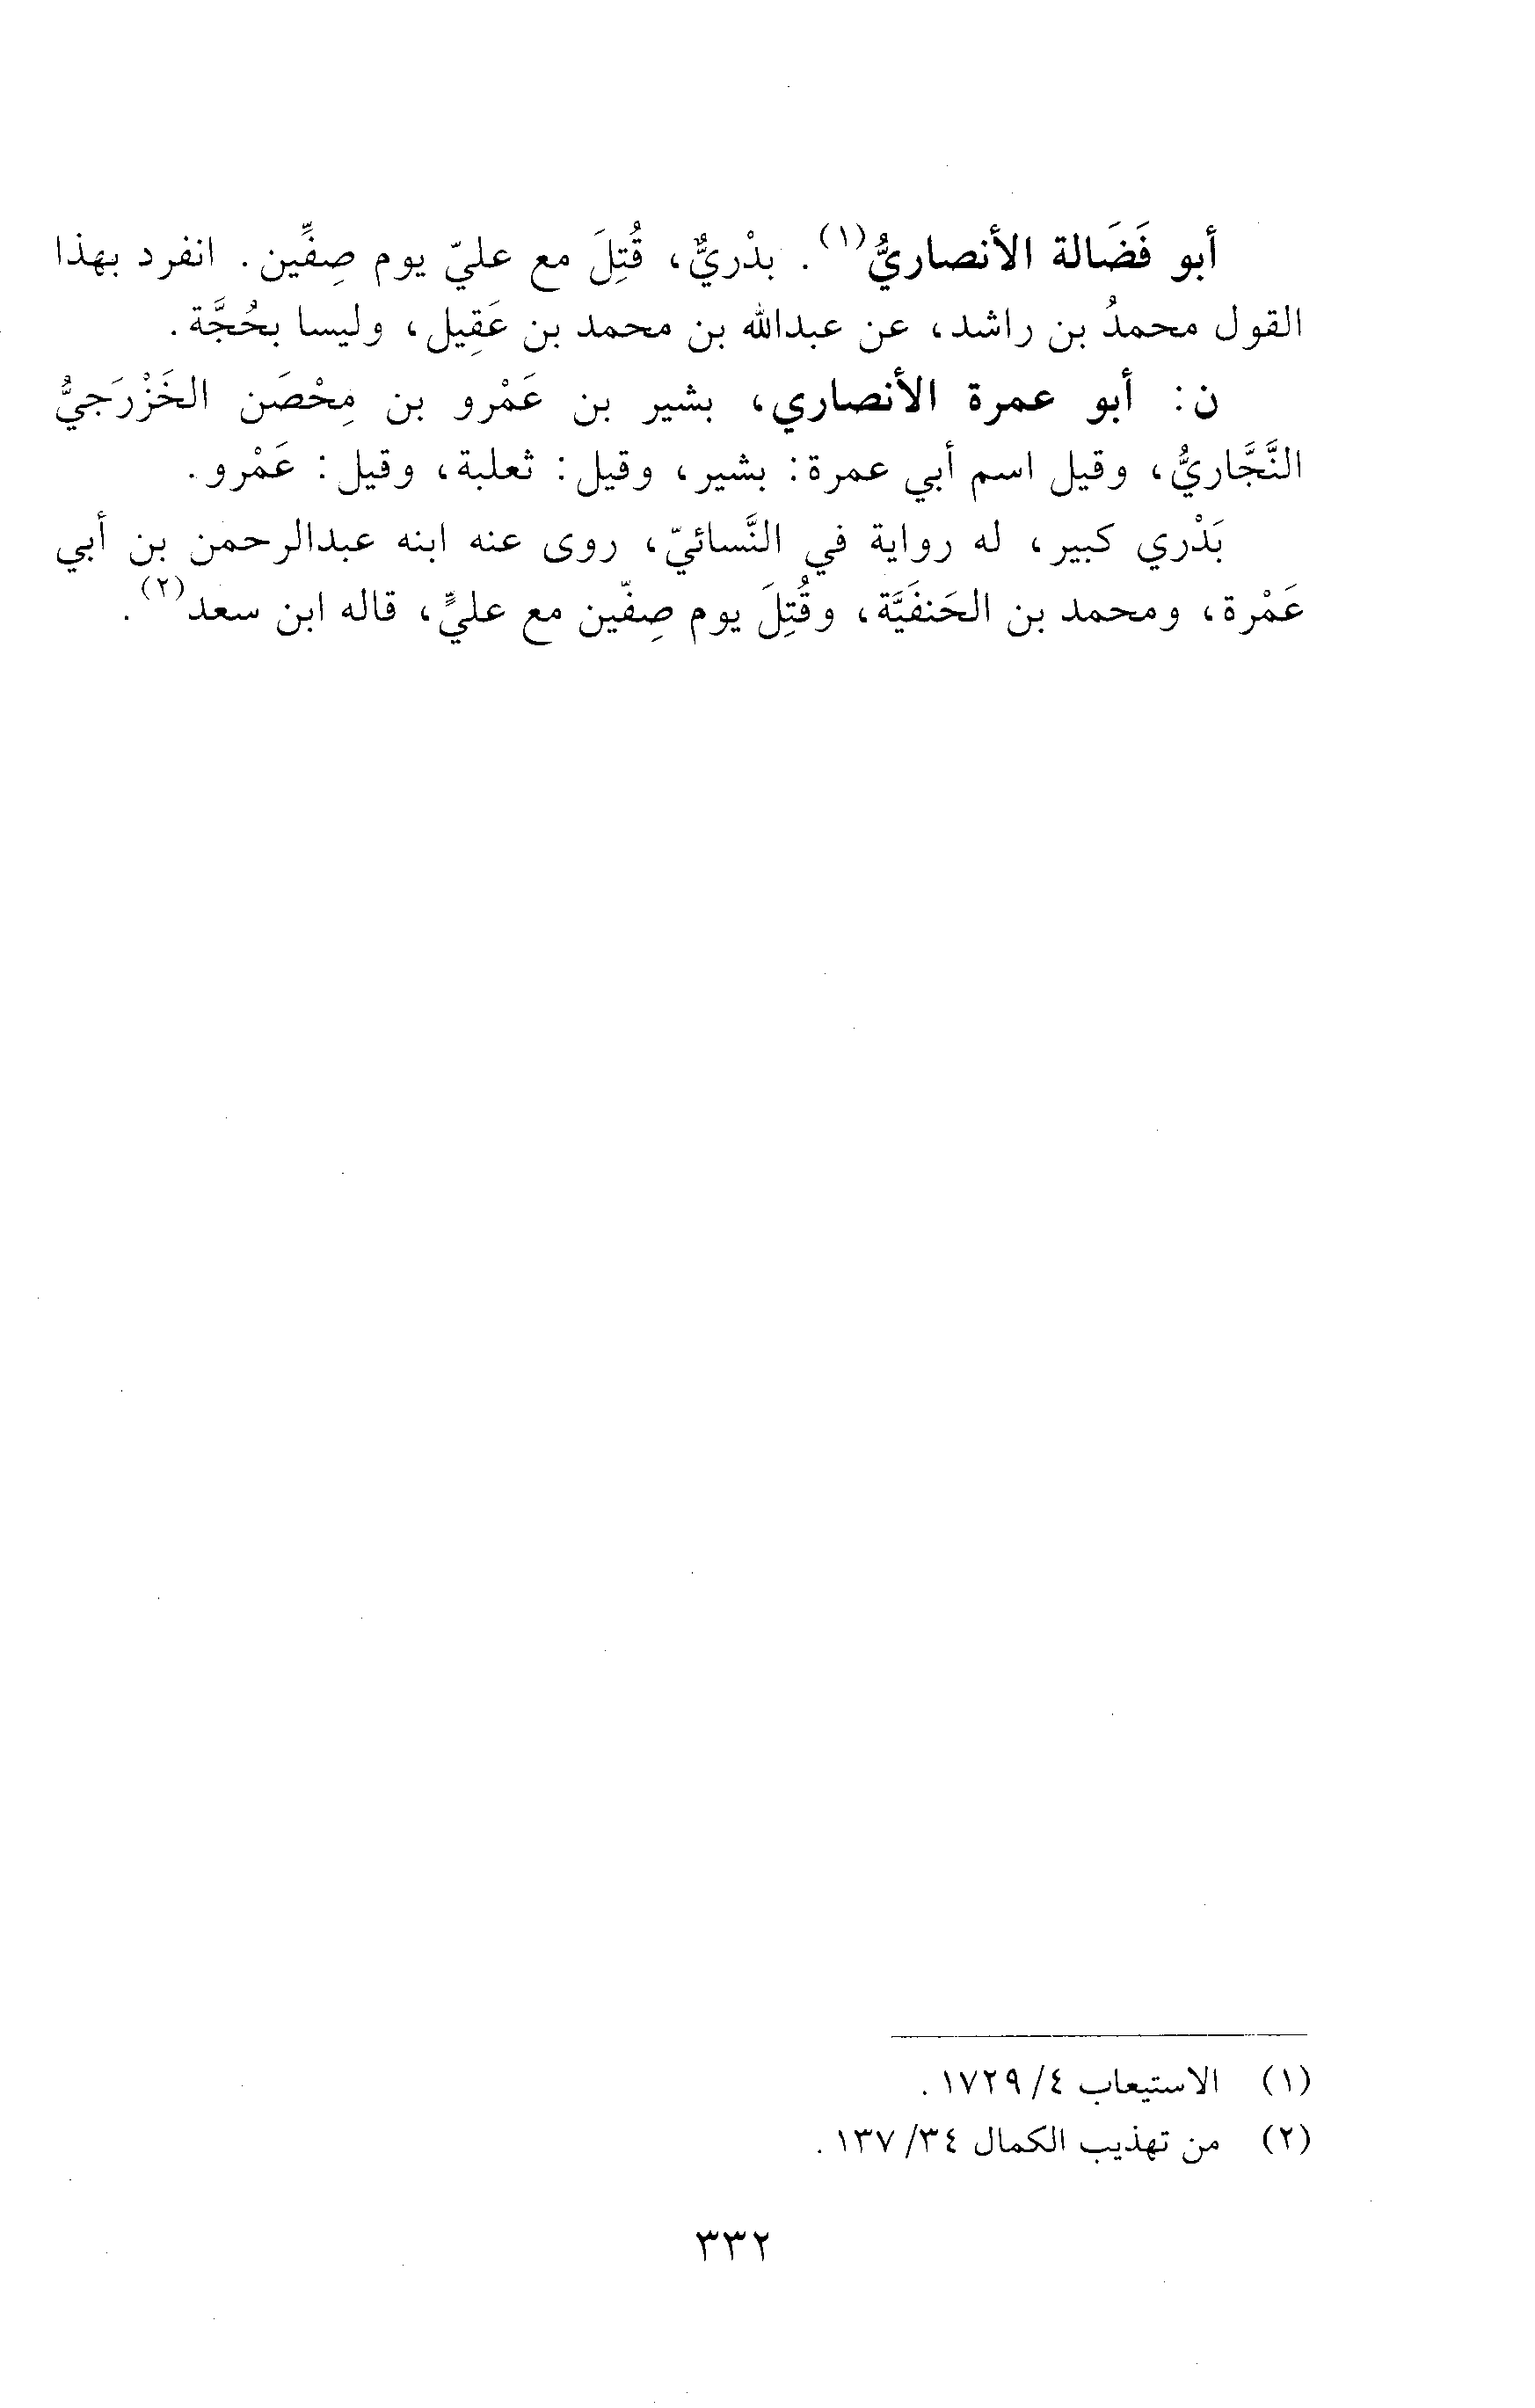 أبو فَضَالة الأنصاريُّ(١). بدْريٌّ، قُتِلَ مع عليّ يوم صِفِّين. انفرد بهذا
القول محمدُ بن راشد، عن عبدالله بن محمد بن عَقِيل، وليسا بحُجَّة.
ن: أبو عمرة الأنصاري، بشير بن عَمْرو بن مِحْصَن الخَزْرَجيُّ
النَّجَّاريُّ، وقيل اسم أبي عمرة: بشير، وقيل: ثعلبة، وقيل: عَمْرو.
بَدْري كبير، له رواية في النَّسائيّ، روى عنه ابنه عبدالرحمن بن أبي
عَمْرة، ومحمد بن الحَنفَيَّة، وقُتِلَ يوم صِفّين مع عليٍّ، قاله ابن سعد(٢).
(١) الاستيعاب ٤/ ١٧٢٩.
(٢) من تهذيب الكمال ٣٤/ ١٣٧.
٣٣٢